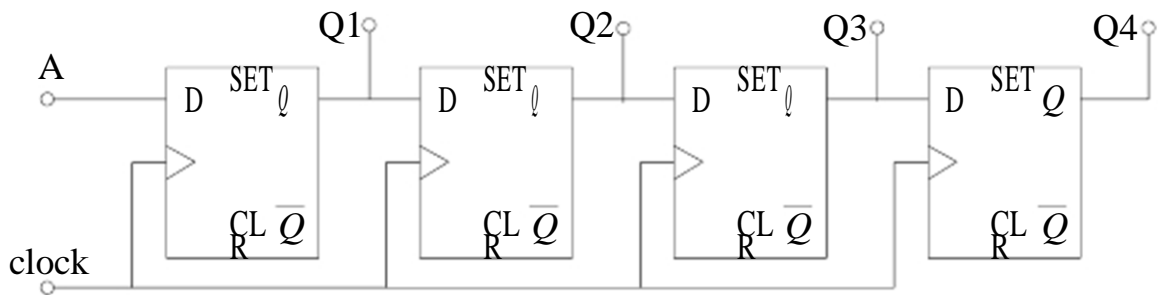 Q1 Q2 Q3 Q4
A
D SET Q
D SET Q
D SET Q
D SET Q
CL Q̅
R
CL Q̅
R
CL Q̅
R
CL Q̅
R
clock